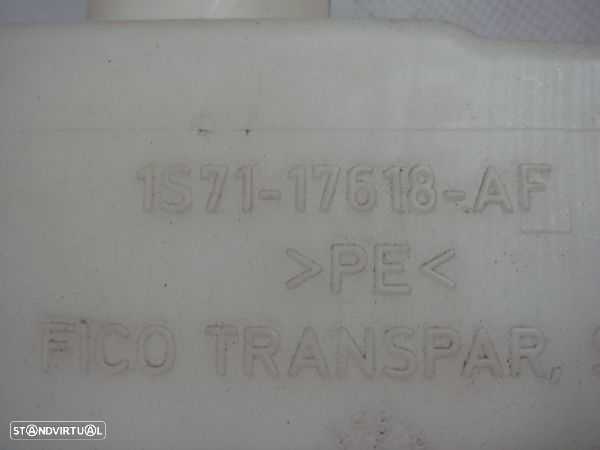 1S71-17618-AF
>PE<
FICO TRANSPAR, S
STANDVIRTUAL